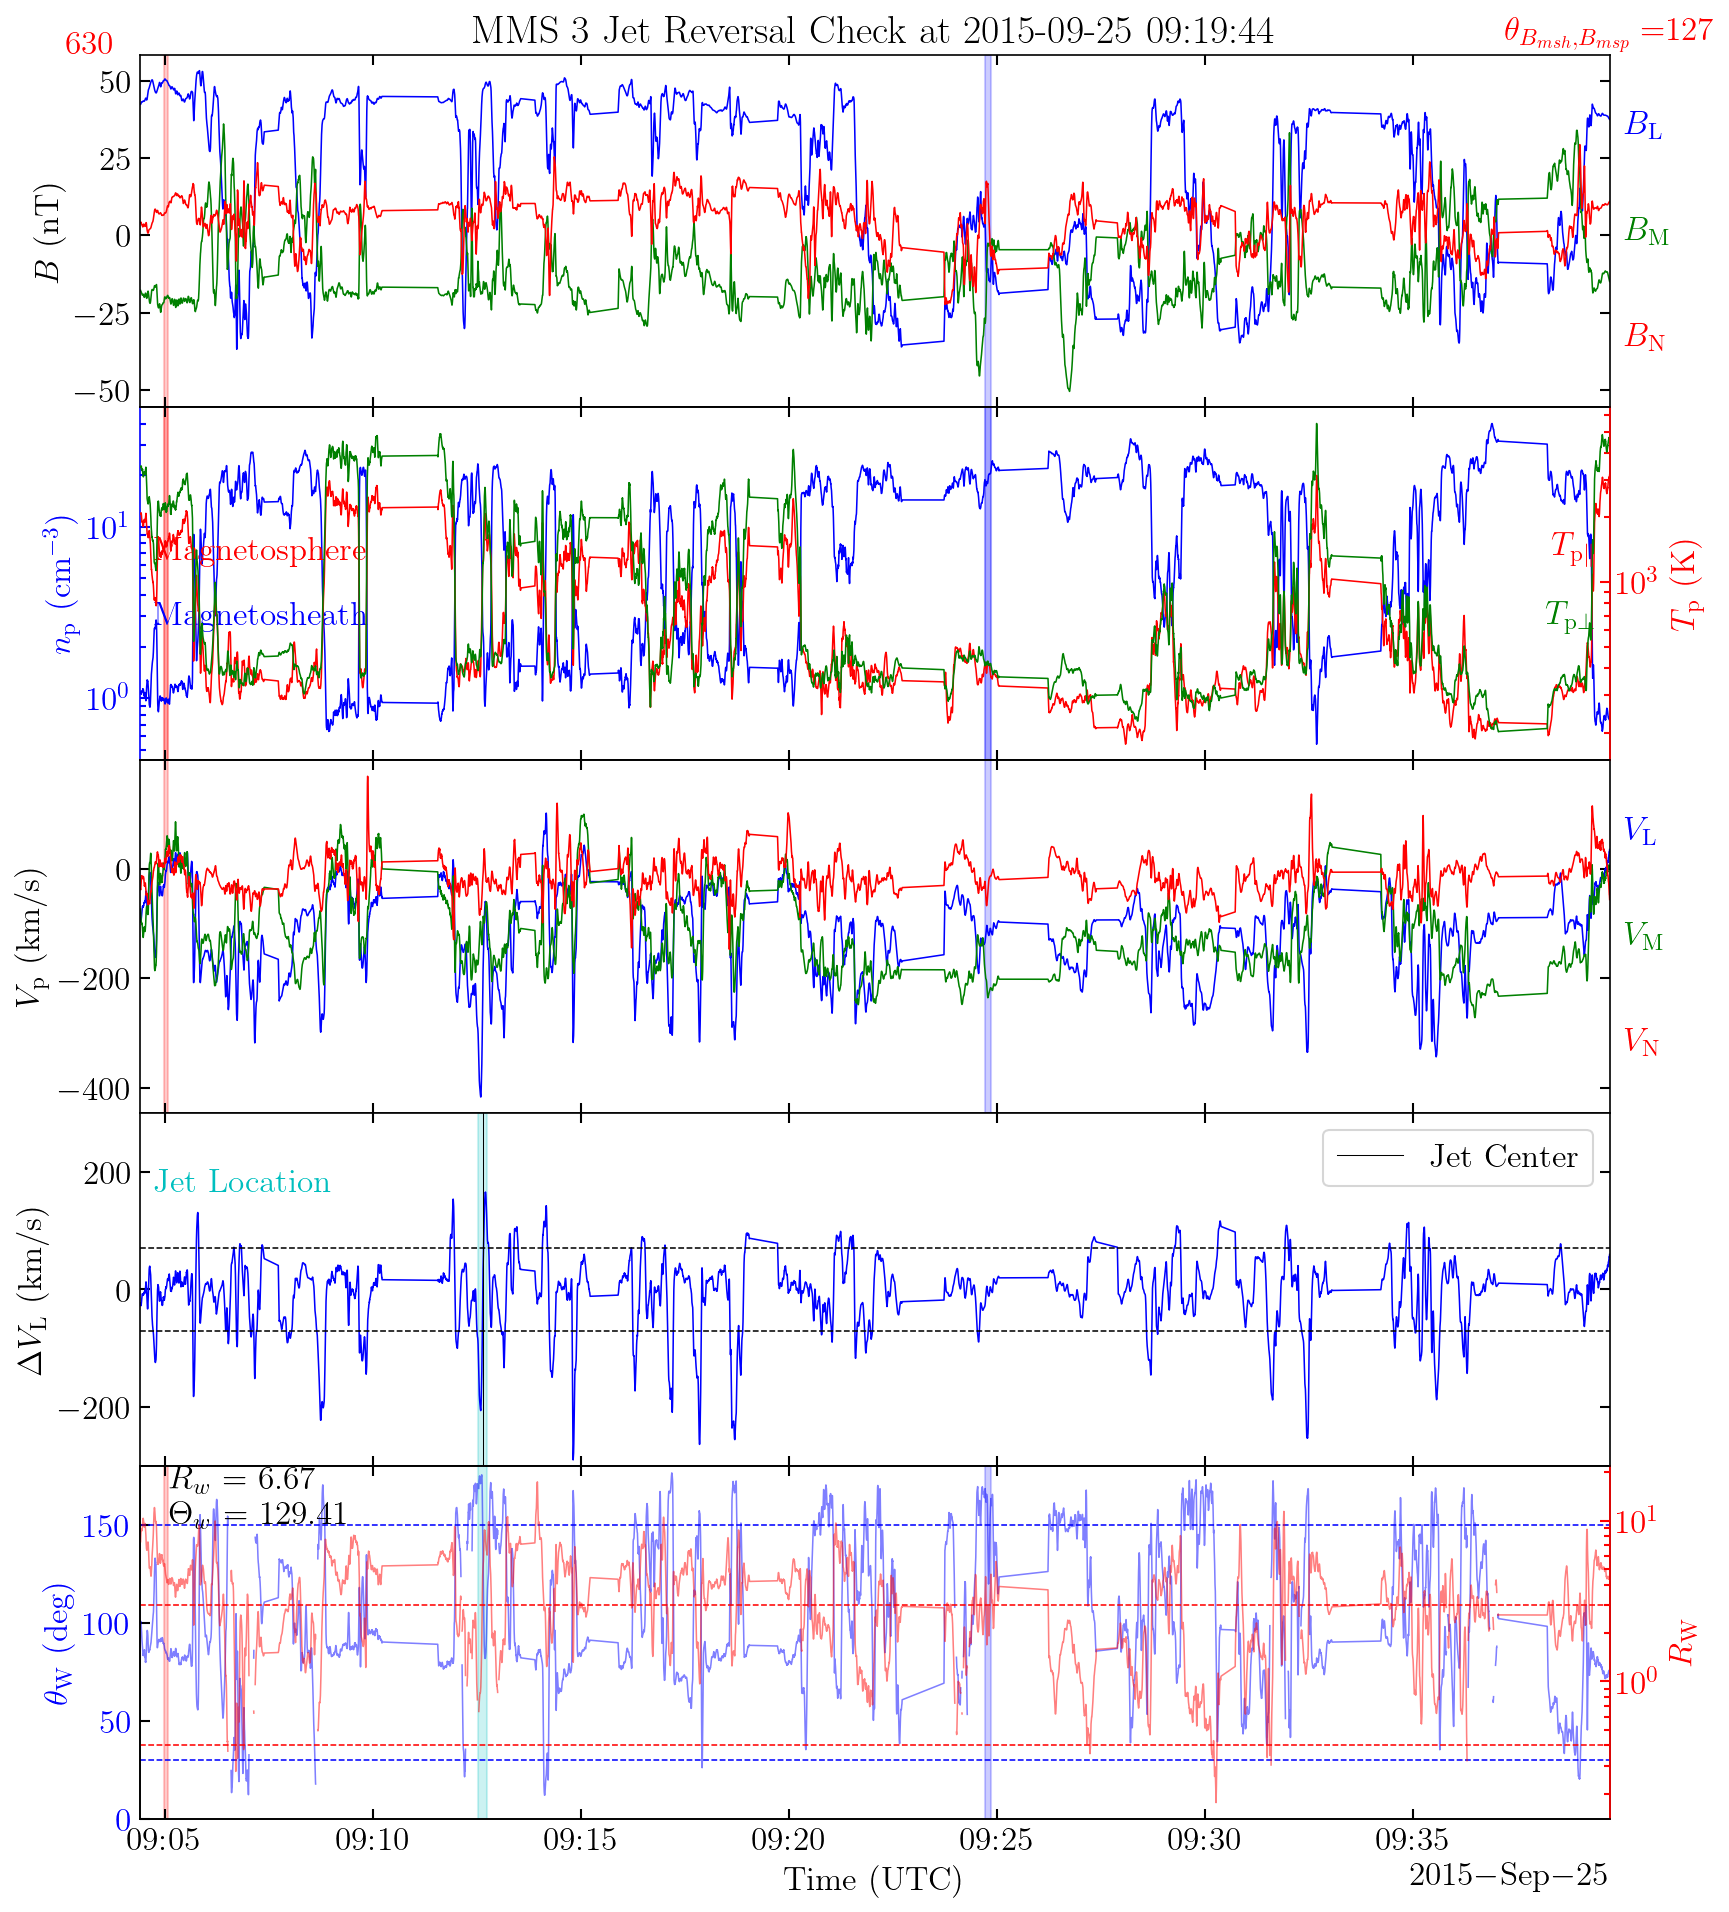 630
MMS 3 Jet Reversal Check at 2015-09-25 09:19:44
θ_{B_{msh},B_{msp}} =127
50
25
0
−25
−50
B (nT)
B_L
B_M
B_N
10^1
10^0
n_p (cm^{−3})
Magnetosphere
Magnetosheath
T_{p∥}
T_{p⊥}
10^3
T_p (K)
0
−200
−400
V_p (km/s)
V_L
V_M
V_N
200
0
−200
ΔV_L (km/s)
Jet Location
Jet Center
R_w = 6.67
Θ_w = 129.41
150
100
50
0
θ_W (deg)
10^1
10^0
R_W
09:05 09:10 09:15 09:20 09:25 09:30 09:35
Time (UTC)
2015−Sep−25